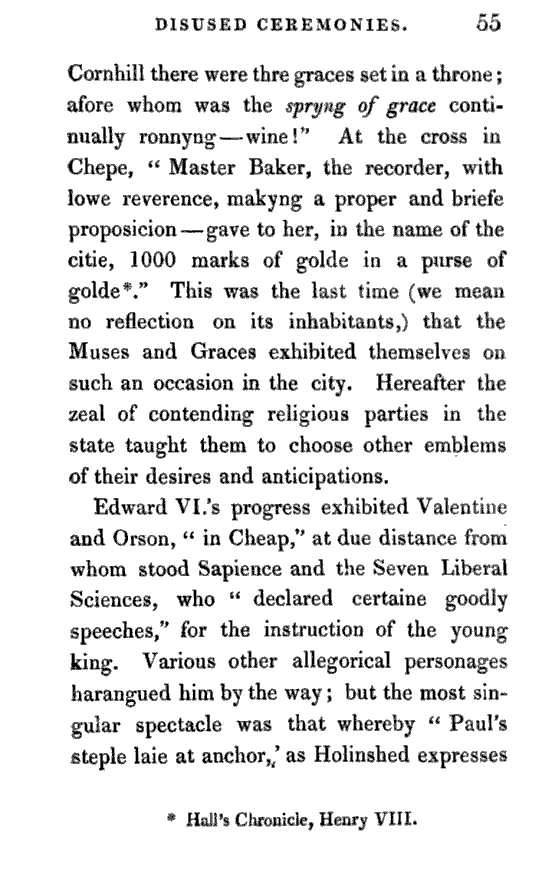 DISUSED CEREMONIES. 55
Cornhill there were thre graces set in a throne;
afore whom was the spryng of grace conti-
nually ronnyng—wine!" At the cross in
Chepe, " Master Baker, the recorder, with
lowe reverence, makyng a proper and briefe
proposicion—gave to her, in the name of the
citie, 1000 marks of golde in a purse of
golde*." This was the last time (we mean
no reflection on its inhabitants,) that the
Muses and Graces exhibited themselves on
such an occasion in the city. Hereafter the
zeal of contending religious parties in the
state taught them to choose other emblems
of their desires and anticipations.
Edward VI.'s progress exhibited Valentine
and Orson, " in Cheap," at due distance from
whom stood Sapience and the Seven Liberal
Sciences, who " declared certaine goodly
speeches," for the instruction of the young
king. Various other allegorical personages
harangued him by the way; but the most sin-
gular spectacle was that whereby " Paul's
steple laie at anchor,' as Holinshed expresses
* Hall's Chronicle, Henry VIII.